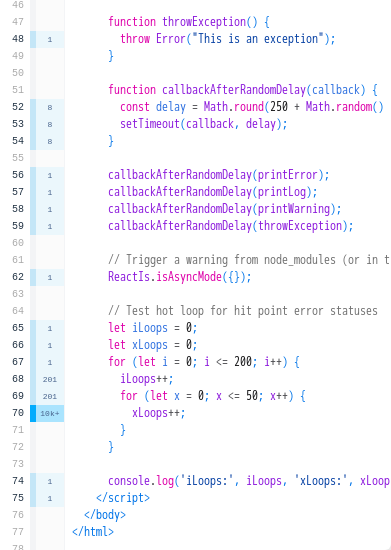 46
47 function throwException() {
48 1 throw Error("This is an exception");
49 }
50
51 function callbackAfterRandomDelay(callback) {
52 8 const delay = Math.round(250 + Math.random()
53 8 setTimeout(callback, delay);
54 8 }
55
56 1 callbackAfterRandomDelay(printError);
57 1 callbackAfterRandomDelay(printLog);
58 1 callbackAfterRandomDelay(printWarning);
59 1 callbackAfterRandomDelay(throwException);
60
61 // Trigger a warning from node_modules (or in t
62 1 ReactIs.isAsyncMode({});
63
64 // Test hot loop for hit point error statuses
65 1 let iLoops = 0;
66 1 let xLoops = 0;
67 1 for (let i = 0; i <= 200; i++) {
68 201 iLoops++;
69 201 for (let x = 0; x <= 50; x++) {
70 10k+ xLoops++;
71 }
72 }
73
74 1 console.log('iLoops:', iLoops, 'xLoops:', xLoop
75 1 </script>
76 </body>
77 </html>
78